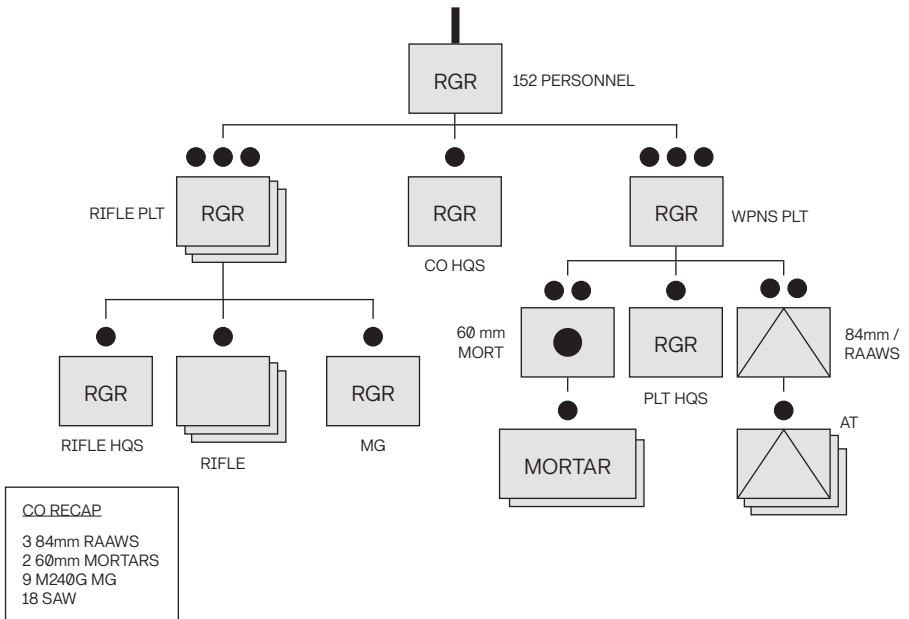 RGR
152 PERSONNEL
RIFLE PLT
RGR
RGR
CO HQS
RGR
WPNS PLT
60 mm
MORT
RGR
PLT HQS
84mm /
RAAWS
RGR
RIFLE HQS
RIFLE
RGR
MG
MORTAR
AT
CO RECAP
3 84mm RAAWS
2 60mm MORTARS
9 M240G MG
18 SAW